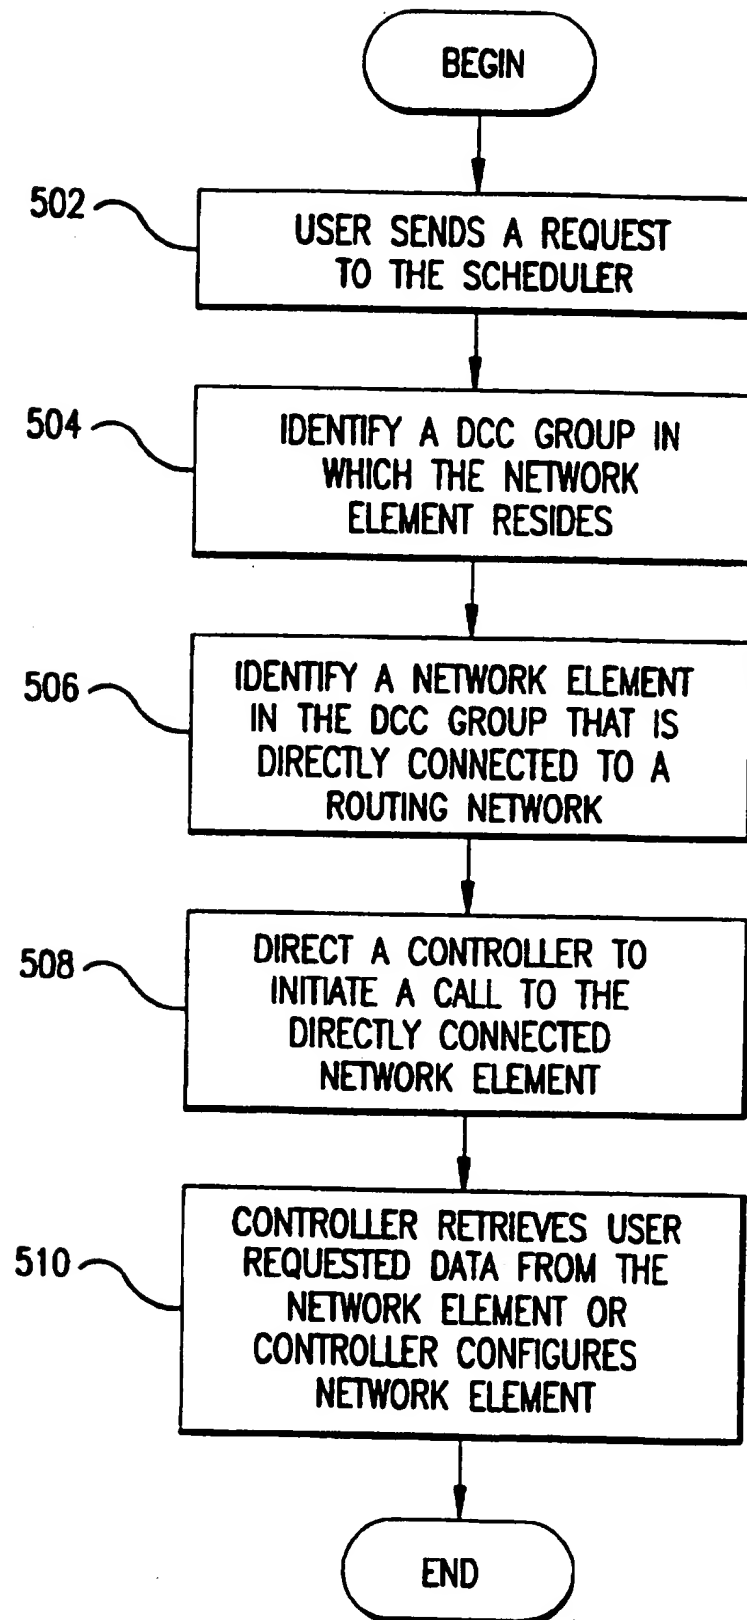 BEGIN
502
USER SENDS A REQUEST
TO THE SCHEDULER
504
IDENTIFY A DCC GROUP IN
WHICH THE NETWORK
ELEMENT RESIDES
506
IDENTIFY A NETWORK ELEMENT
IN THE DCC GROUP THAT IS
DIRECTLY CONNECTED TO A
ROUTING NETWORK
508
DIRECT A CONTROLLER TO
INITIATE A CALL TO THE
DIRECTLY CONNECTED
NETWORK ELEMENT
510
CONTROLLER RETRIEVES USER
REQUESTED DATA FROM THE
NETWORK ELEMENT OR
CONTROLLER CONFIGURES
NETWORK ELEMENT
END